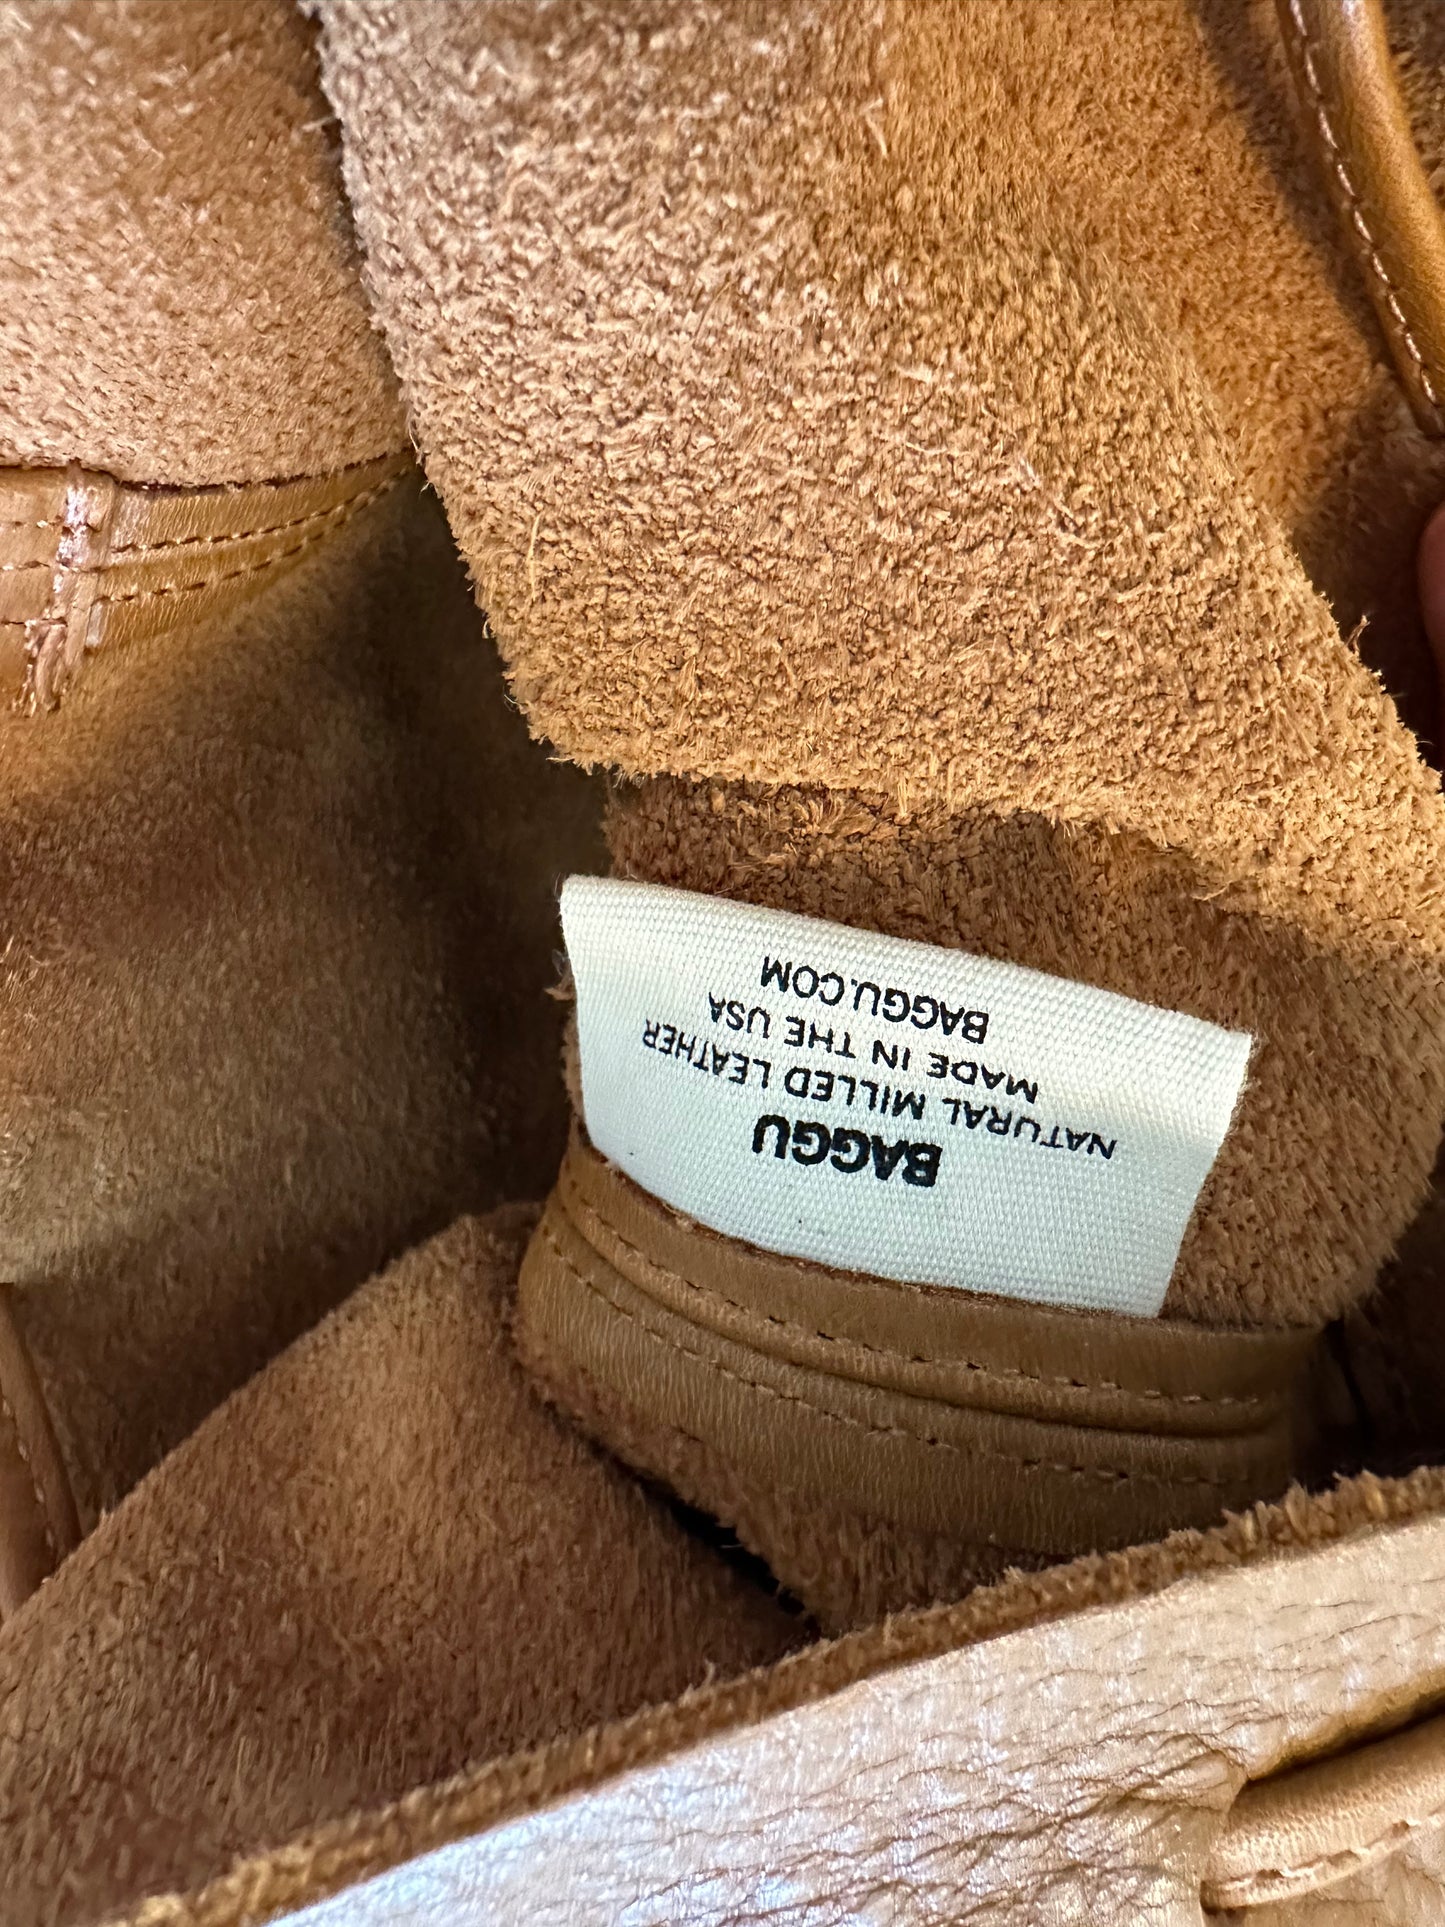 BAGGU
NATURAL MILLED LEATHER
MADE IN THE USA
BAGGU.COM